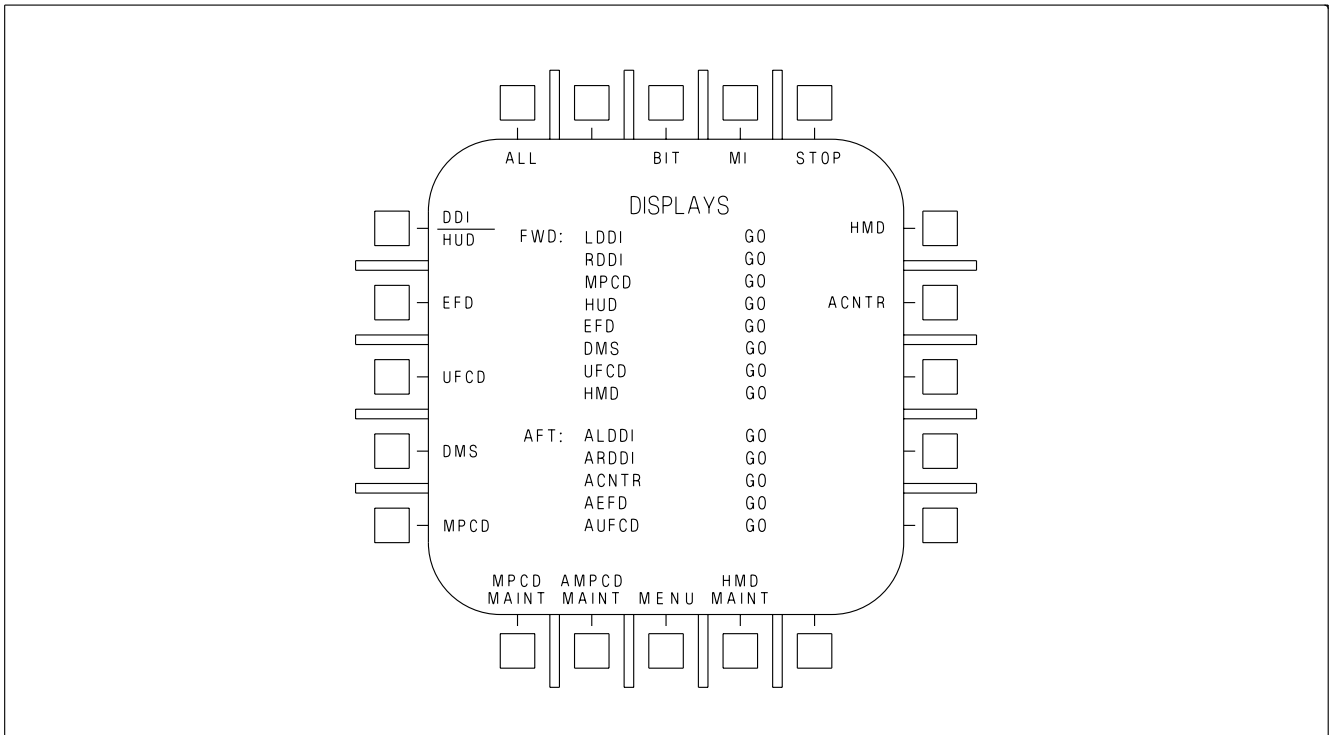 ALL BIT MI STOP
DISPLAYS
DDI
HUD
EFD
UFCD
DMS
MPCD
FWD: LDDI GO
RDDI GO
MPCD GO
HUD GO
EFD GO
DMS GO
UFCD GO
HMD GO
AFT: ALDDI GO
ARDDI GO
ACNTR GO
AEFD GO
AUFCD GO
HMD
ACNTR
MPCD MAINT
AMPCD MAINT
MENU
HMD MAINT